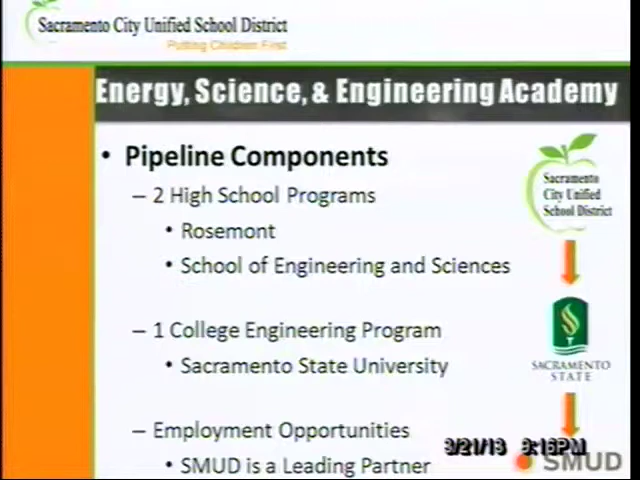 Sacramento City Unified School District
Putting Children First
Energy, Science, & Engineering Academy
• Pipeline Components
– 2 High School Programs
• Rosemont
• School of Engineering and Sciences
– 1 College Engineering Program
• Sacramento State University
– Employment Opportunities
• SMUD is a Leading Partner
Sacramento
City Unified
School District
SACRAMENTO
STATE
3/21/13 9:16PM
SMUD